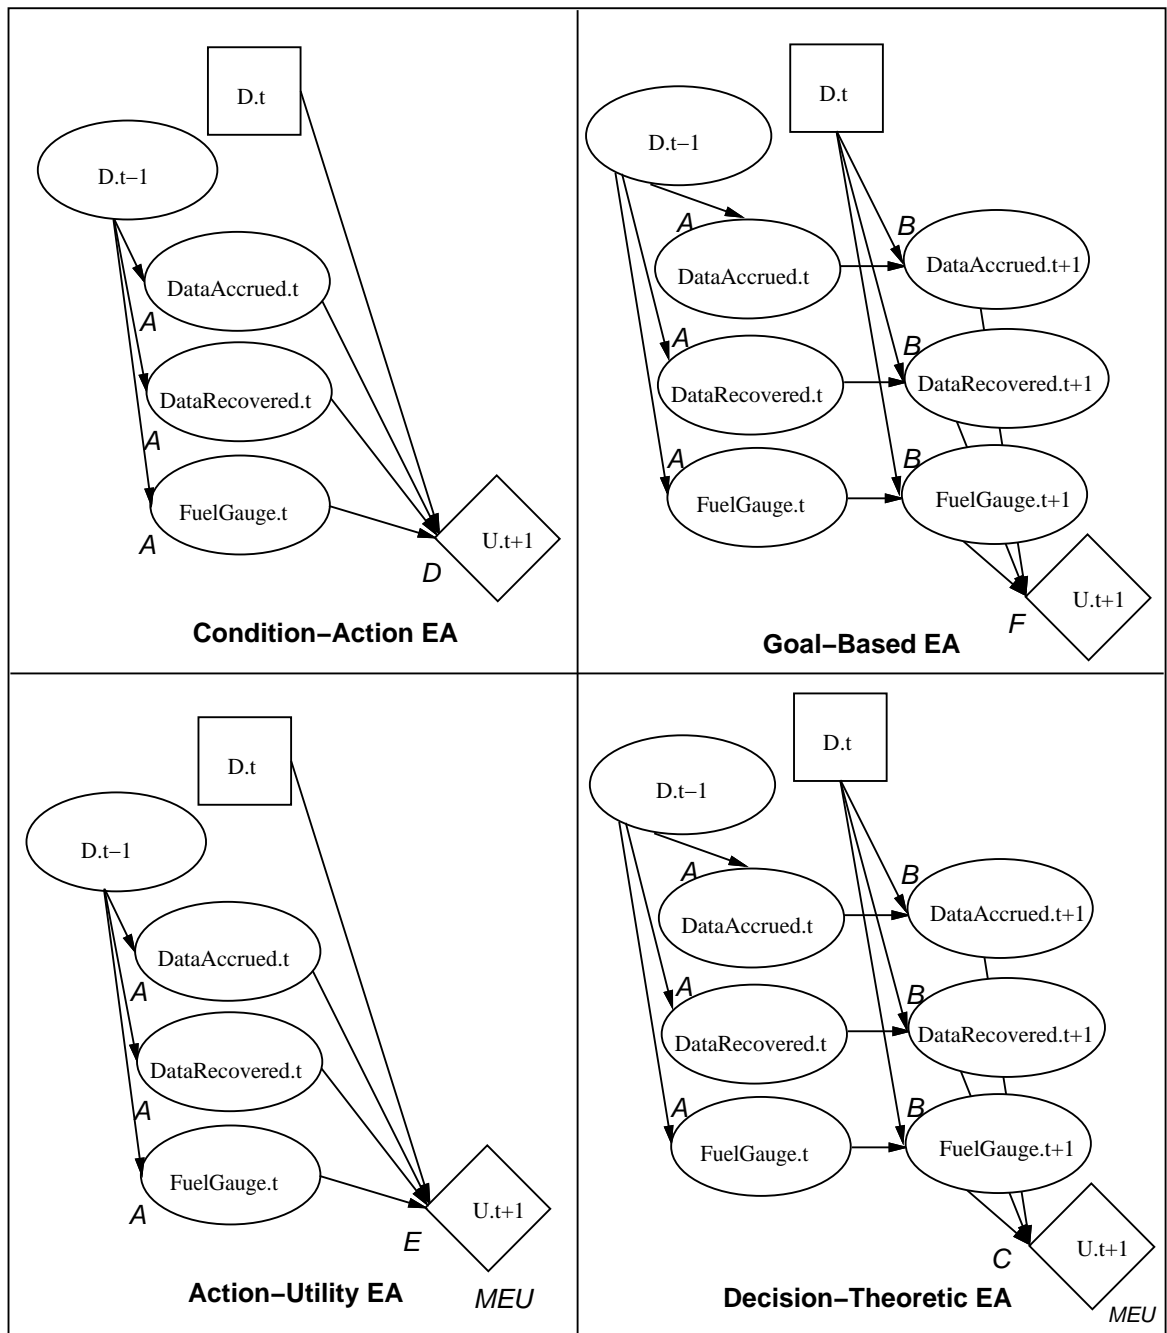 D.t
D.t−1
DataAccrued.t
A
DataRecovered.t
A
FuelGauge.t
A
U.t+1
D
Condition−Action EA
D.t
D.t−1
A
B
DataAccrued.t
DataAccrued.t+1
A
B
DataRecovered.t
DataRecovered.t+1
A
B
FuelGauge.t
FuelGauge.t+1
U.t+1
F
Goal−Based EA
D.t
D.t−1
DataAccrued.t
A
DataRecovered.t
A
FuelGauge.t
A
U.t+1
E
Action−Utility EA
MEU
D.t
D.t−1
A
B
DataAccrued.t
DataAccrued.t+1
A
B
DataRecovered.t
DataRecovered.t+1
A
B
FuelGauge.t
FuelGauge.t+1
U.t+1
C
Decision−Theoretic EA
MEU